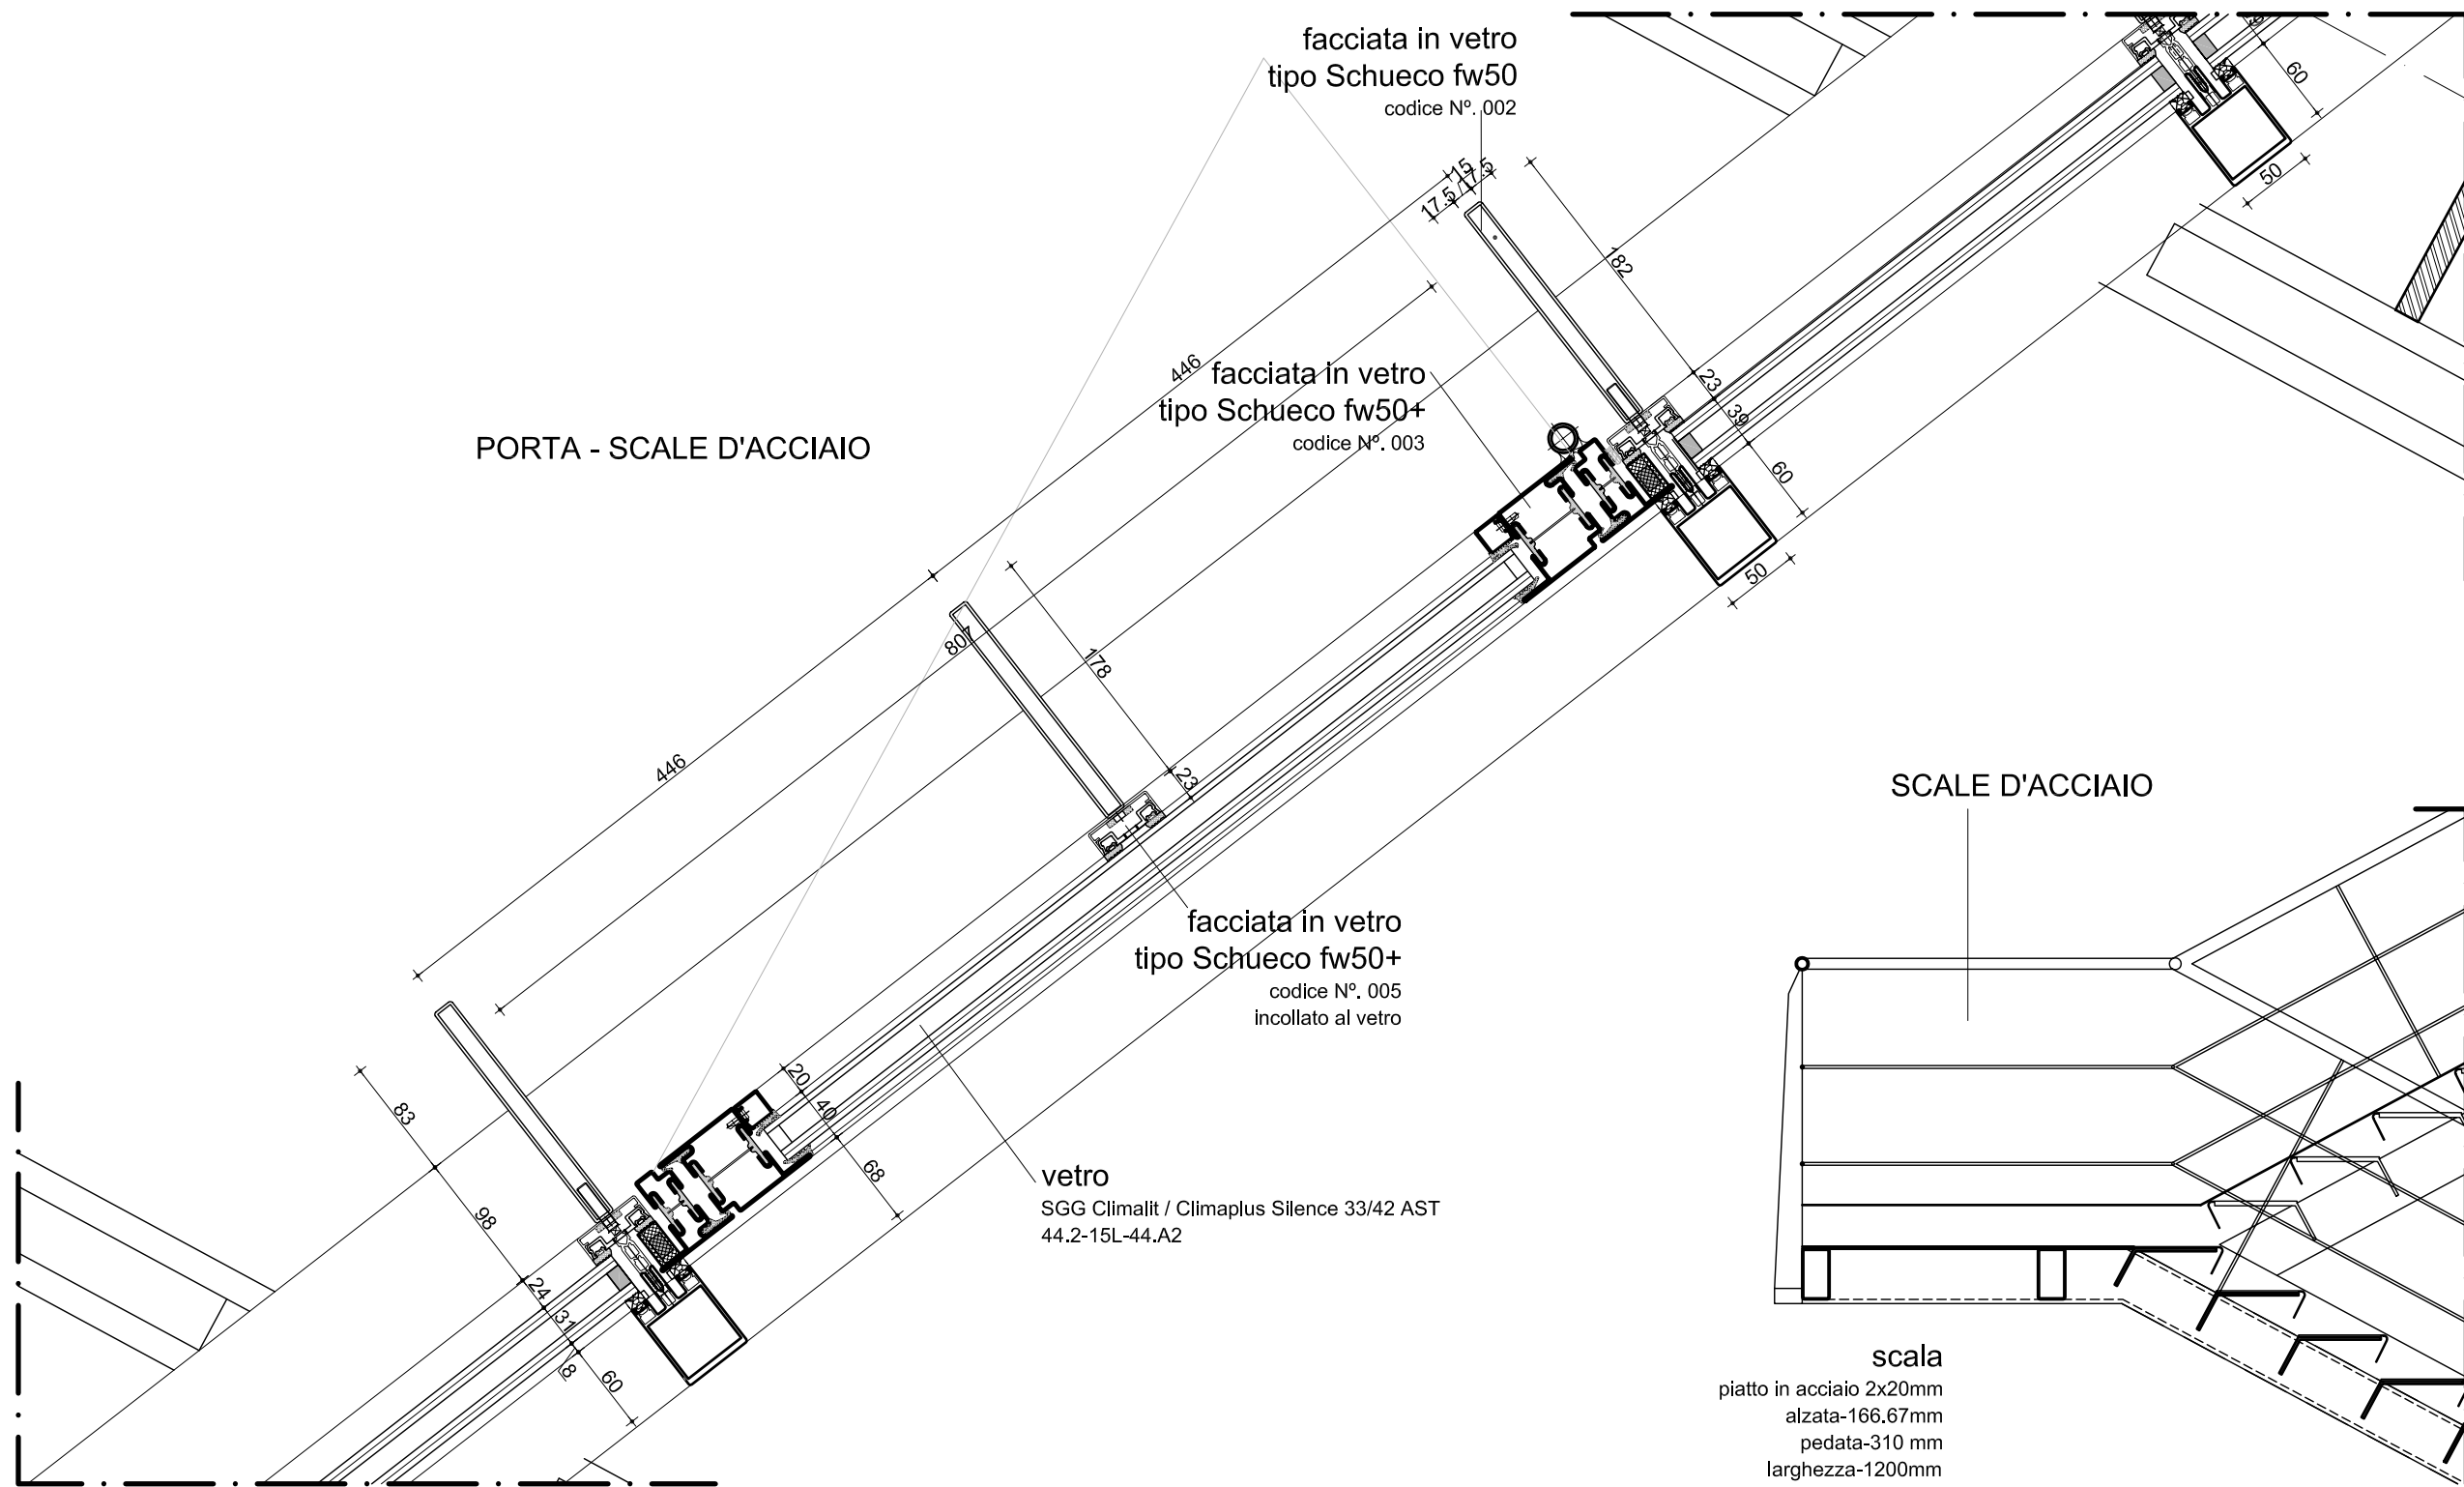 facciata in vetro
tipo Schueco fw50
codice Nº. 002
60
50
15
17.5
17.5
182
446
facciata in vetro
tipo Schueco fw50+
codice Nº. 003
23
39
60
50
PORTA - SCALE D'ACCIAIO
807
178
23
446
SCALE D'ACCIAIO
facciata in vetro
tipo Schueco fw50+
codice Nº. 005
incollato al vetro
83
20
40
68
98
vetro
SGG Climalit / Climaplus Silence 33/42 AST
44.2-15L-44.A2
24
31
8
60
scala
piatto in acciaio 2x20mm
alzata-166.67mm
pedata-310 mm
larghezza-1200mm